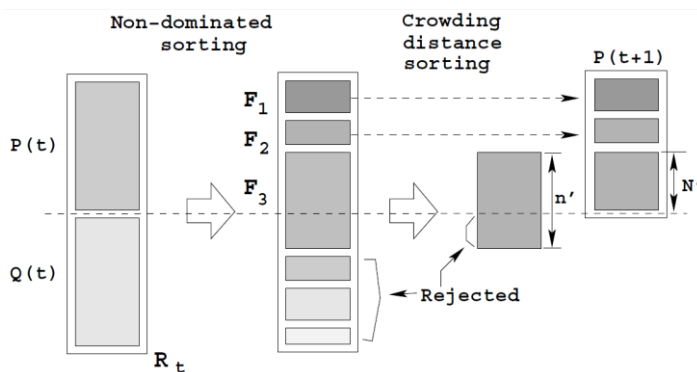 Non-dominated
sorting
Crowding
distance
sorting
P(t+1)
P(t)
F1
F2
F3
n'
N'
Q(t)
Rejected
Rt